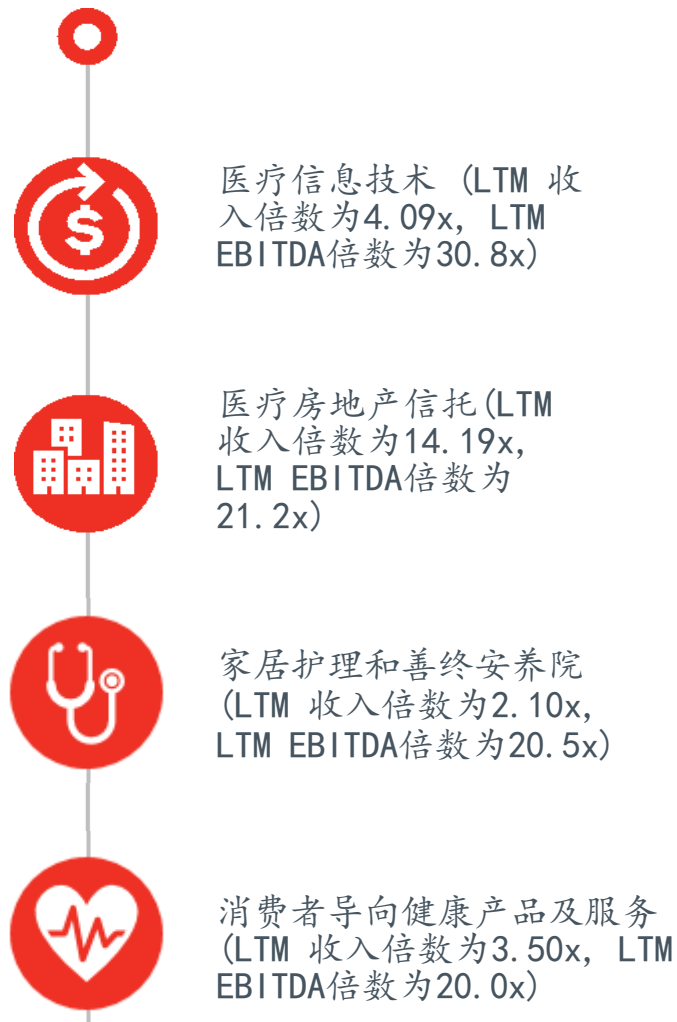 $
医疗信息技术 (LTM 收
入倍数为4.09x, LTM
EBITDA倍数为30.8x)
医疗房地产信托(LTM
收入倍数为14.19x,
LTM EBITDA倍数为
21.2x)
家居护理和善终安养院
(LTM 收入倍数为2.10x,
LTM EBITDA倍数为20.5x)
消费者导向健康产品及服务
(LTM 收入倍数为3.50x, LTM
EBITDA倍数为20.0x)